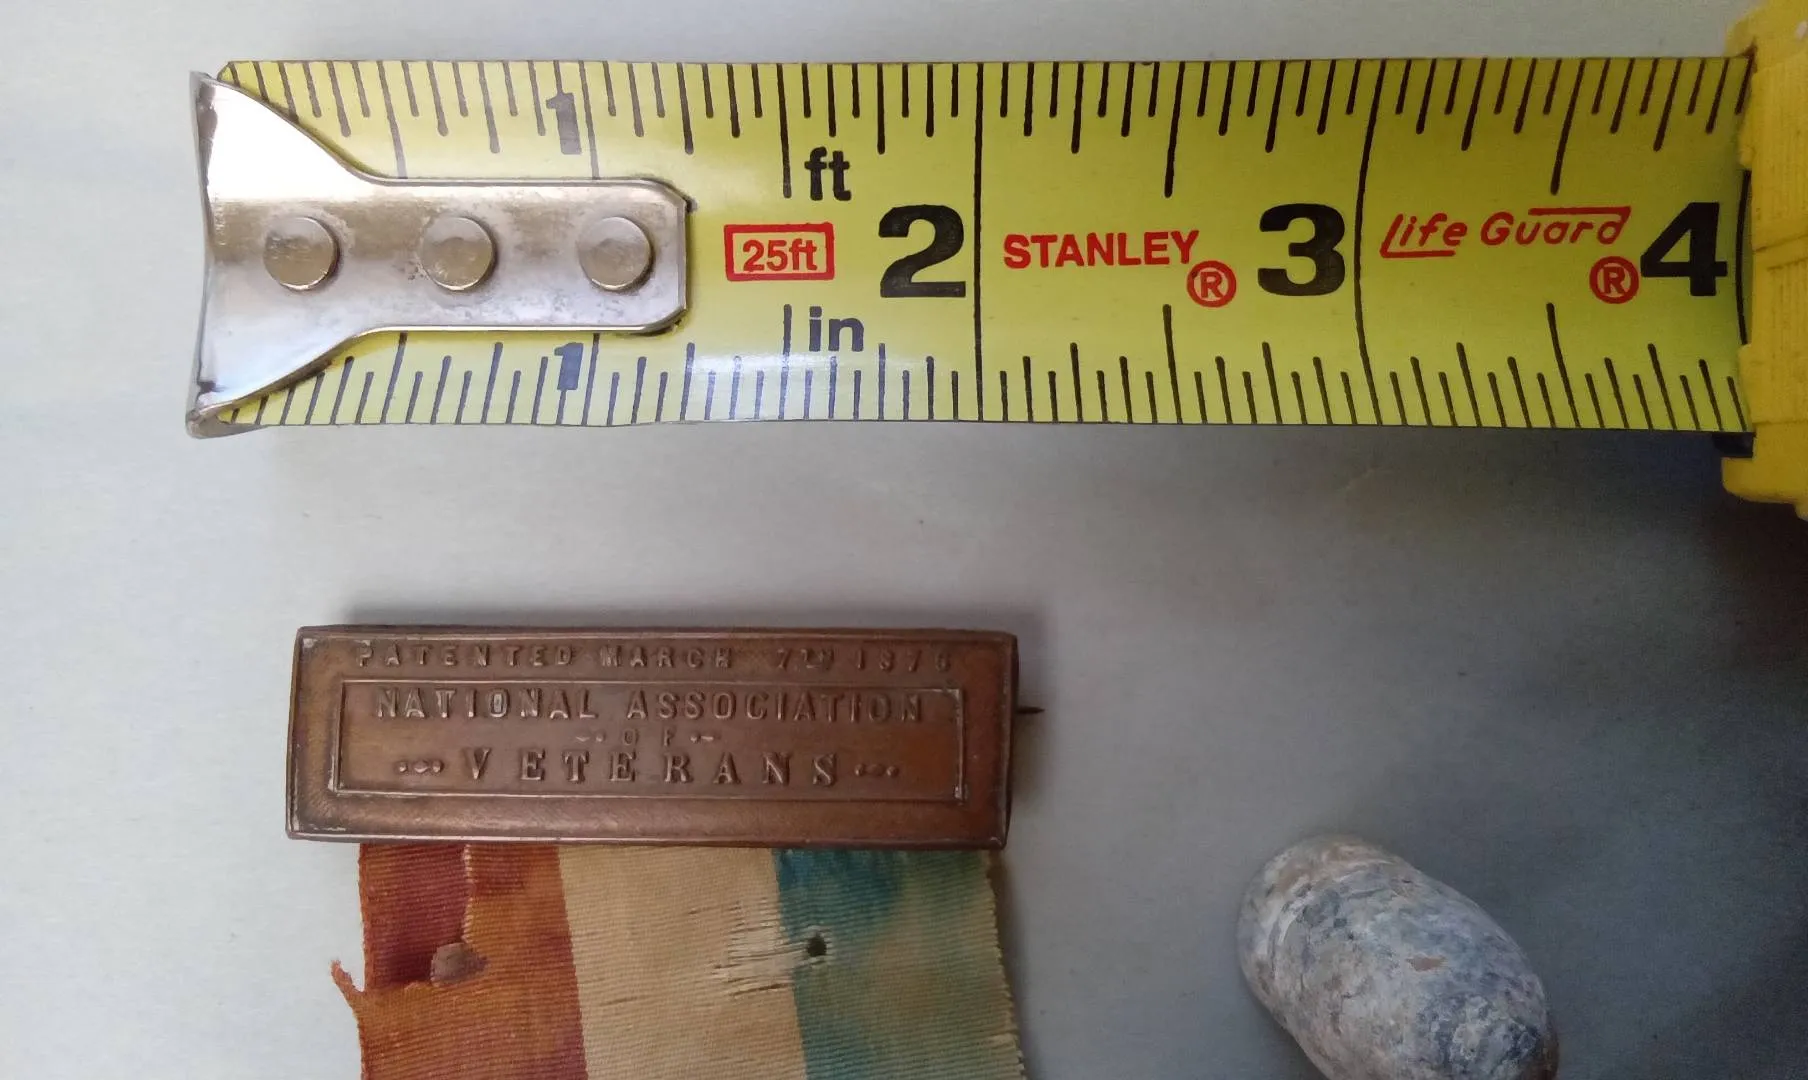 1
ft
25ft 2 STANLEY® 3 Life Guard® 4
in
1
PATENTED MARCH 7TH 1876
NATIONAL ASSOCIATION
OF
VETERANS